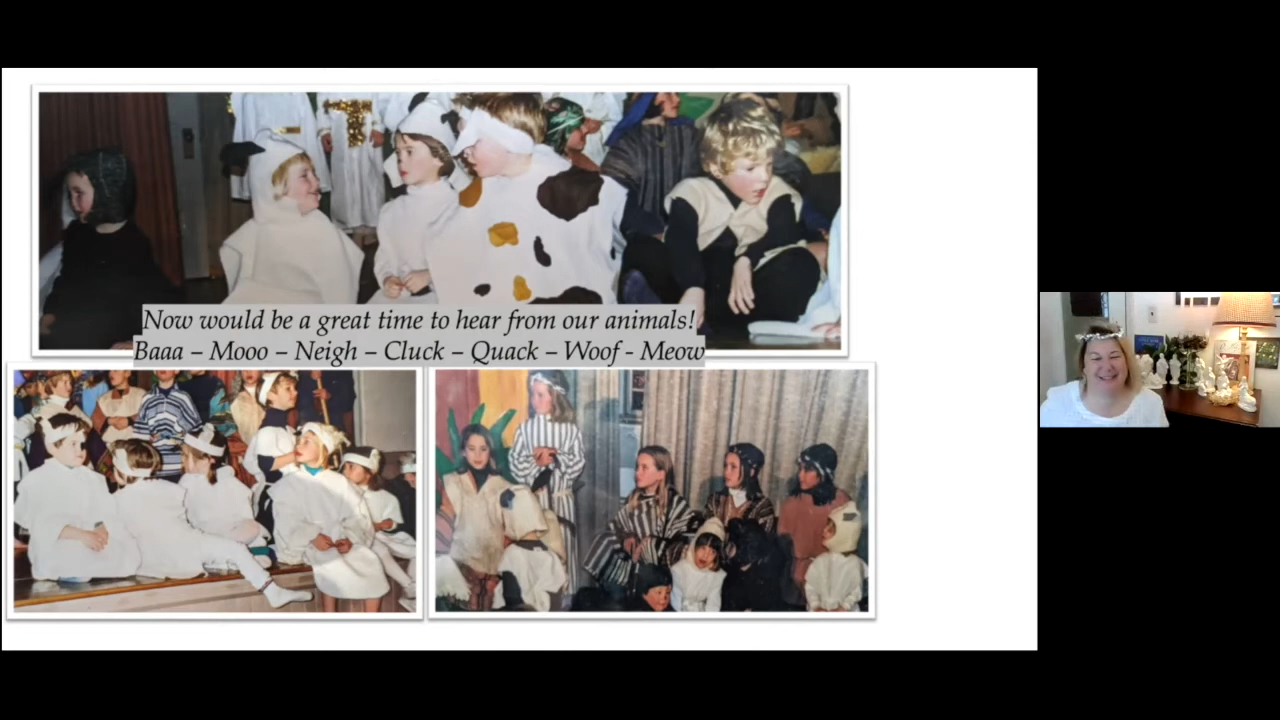 Now would be a great time to hear from our animals!
Baaa – Mooo – Neigh – Cluck – Quack – Woof - Meow